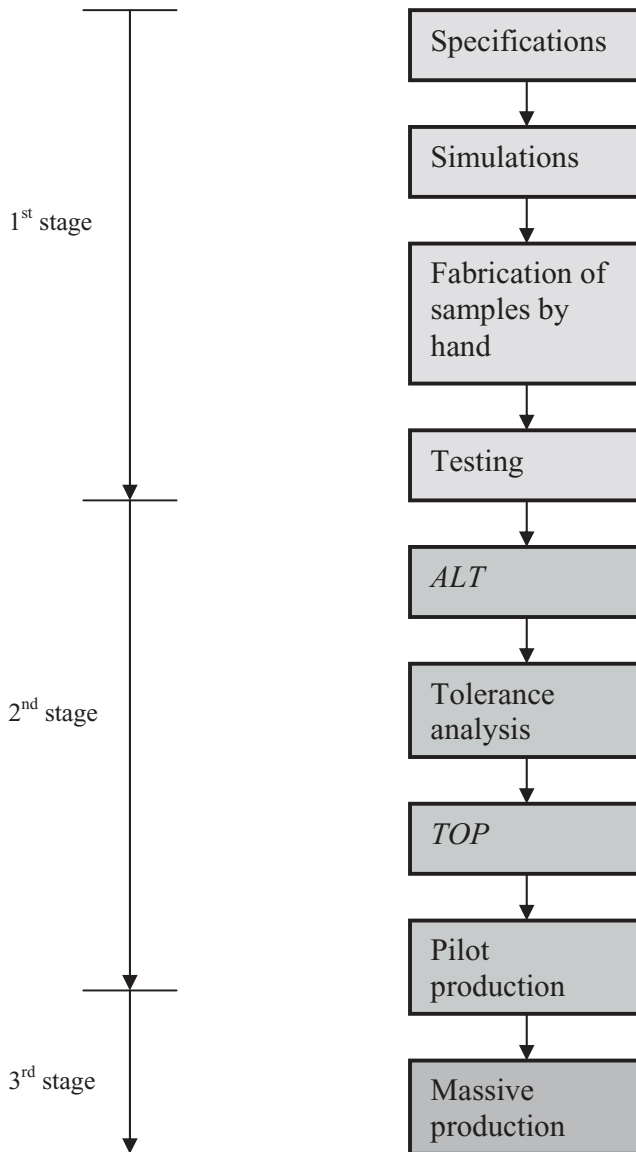 Specifications
Simulations
1st stage
Fabrication of
samples by
hand
Testing
ALT
2nd stage
Tolerance
analysis
TOP
Pilot
production
3rd stage
Massive
production